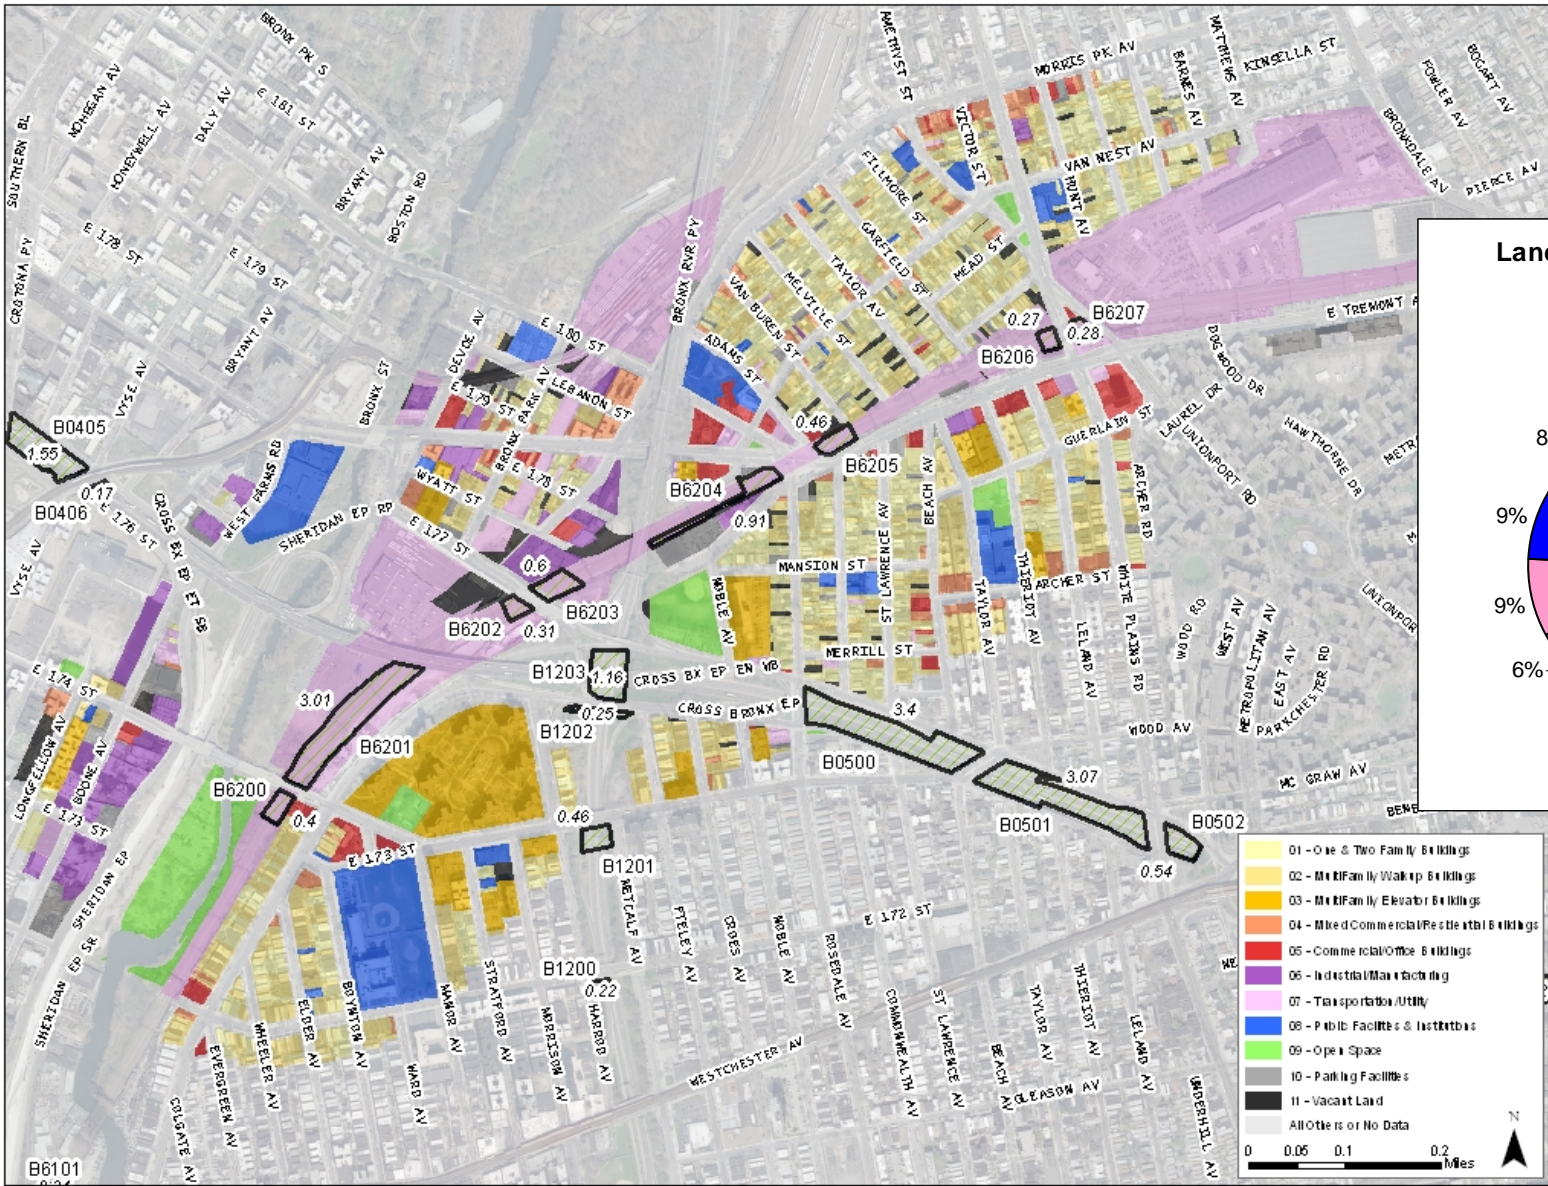 BRONX PK S
MOHEGAN AV
HONEYWELL AV
DALY AV
E 181 ST
BRYANT AV
BOSTON RD
SOUTHERN BL
CROTONA PY
E 178 ST
E 179 ST
BRYANT AV
VYSE AV
BRONX ST
DEVOE AV
E 180 ST
LEBANON ST
E 179 ST
BRONX PARK AV
E 178 ST
WYATT ST
E 177 ST
BRONX RVR PY
ADAMS ST
VAN BUREN ST
MELVILLE ST
TAYLOR AV
GARFIELD ST
FILLMORE ST
MEAD ST
AMETHYST ST
VICTOR ST
MORRIS PK AV
BARNES AV
MATTHEWS AV
KINSELLA ST
VAN NEST AV
HUNT AV
BRONXDALE AV
FOWLER AV
BOGART AV
PIERCE AV
E TREMONT A
DOGWOOD DR
LAUREL DR
UNIONPORT RD
HAWTHORNE DR
METR
GUERLAIN ST
ARCHER RD
BEACH AV
ST LAWRENCE AV
MANSION ST
NOBLE AV
MERRILL ST
TAYLOR AV
THIERIOT AV
ARCHER ST
WHITE PLAINS RD
LELAND AV
WOOD RD
WEST AV
METROPOLITAN AV
EAST AV
PARKCHESTER RD
UNIONPOR
WOOD AV
MC GRAW AV
BENE
B0405
1.55
0.17
B0406
E 176 ST
VYSE AV
WEST FARMS RD
SHERIDAN EP RP
CROSS BX EP ET SB
B6207
0.27
0.28
B6206
0.46
B6205
B6204
0.91
0.6
B6203
B6202
0.31
B1203
1.16
CROSS BX EP EN WB
CROSS BRONX EP
0.25
B1202
3.01
B6201
B6200
0.4
3.4
B0500
3.07
B0501
B0502
0.54
0.46
B1201
B1200
0.22
E 174 ST
LONGFELLOW AV
BOONE AV
E 173 ST
SHERIDAN EP
SHERIDAN EP SR
E 173 ST
COLGATE AV
EVERGREEN AV
WHEELER AV
ELDER AV
BOYNTON AV
WARD AV
MANOR AV
STRATFORD AV
MORRISON AV
HARROD AV
METCALF AV
FTELEY AV
CROES AV
NOBLE AV
ROSEDALE AV
E 172 ST
COMMONWEALTH AV
ST LAWRENCE AV
BEACH AV
TAYLOR AV
THIERIOT AV
LELAND AV
UNDERHILL AV
GLEASON AV
WESTCHESTER AV
B6101
Land
8
9%
9%
6%
01 - One & Two Family Buildings
02 - MultiFamily Walkup Buildings
03 - MultiFamily Elevator Buildings
04 - Mixed Commercial/Residential Buildings
05 - Commercial/Office Buildings
06 - Industrial/Manufacturing
07 - Transportation/Utility
08 - Public Facilities & Institutions
09 - Open Space
10 - Parking Facilities
11 - Vacant Land
All Others or No Data
N
0 0.05 0.1 0.2
Miles